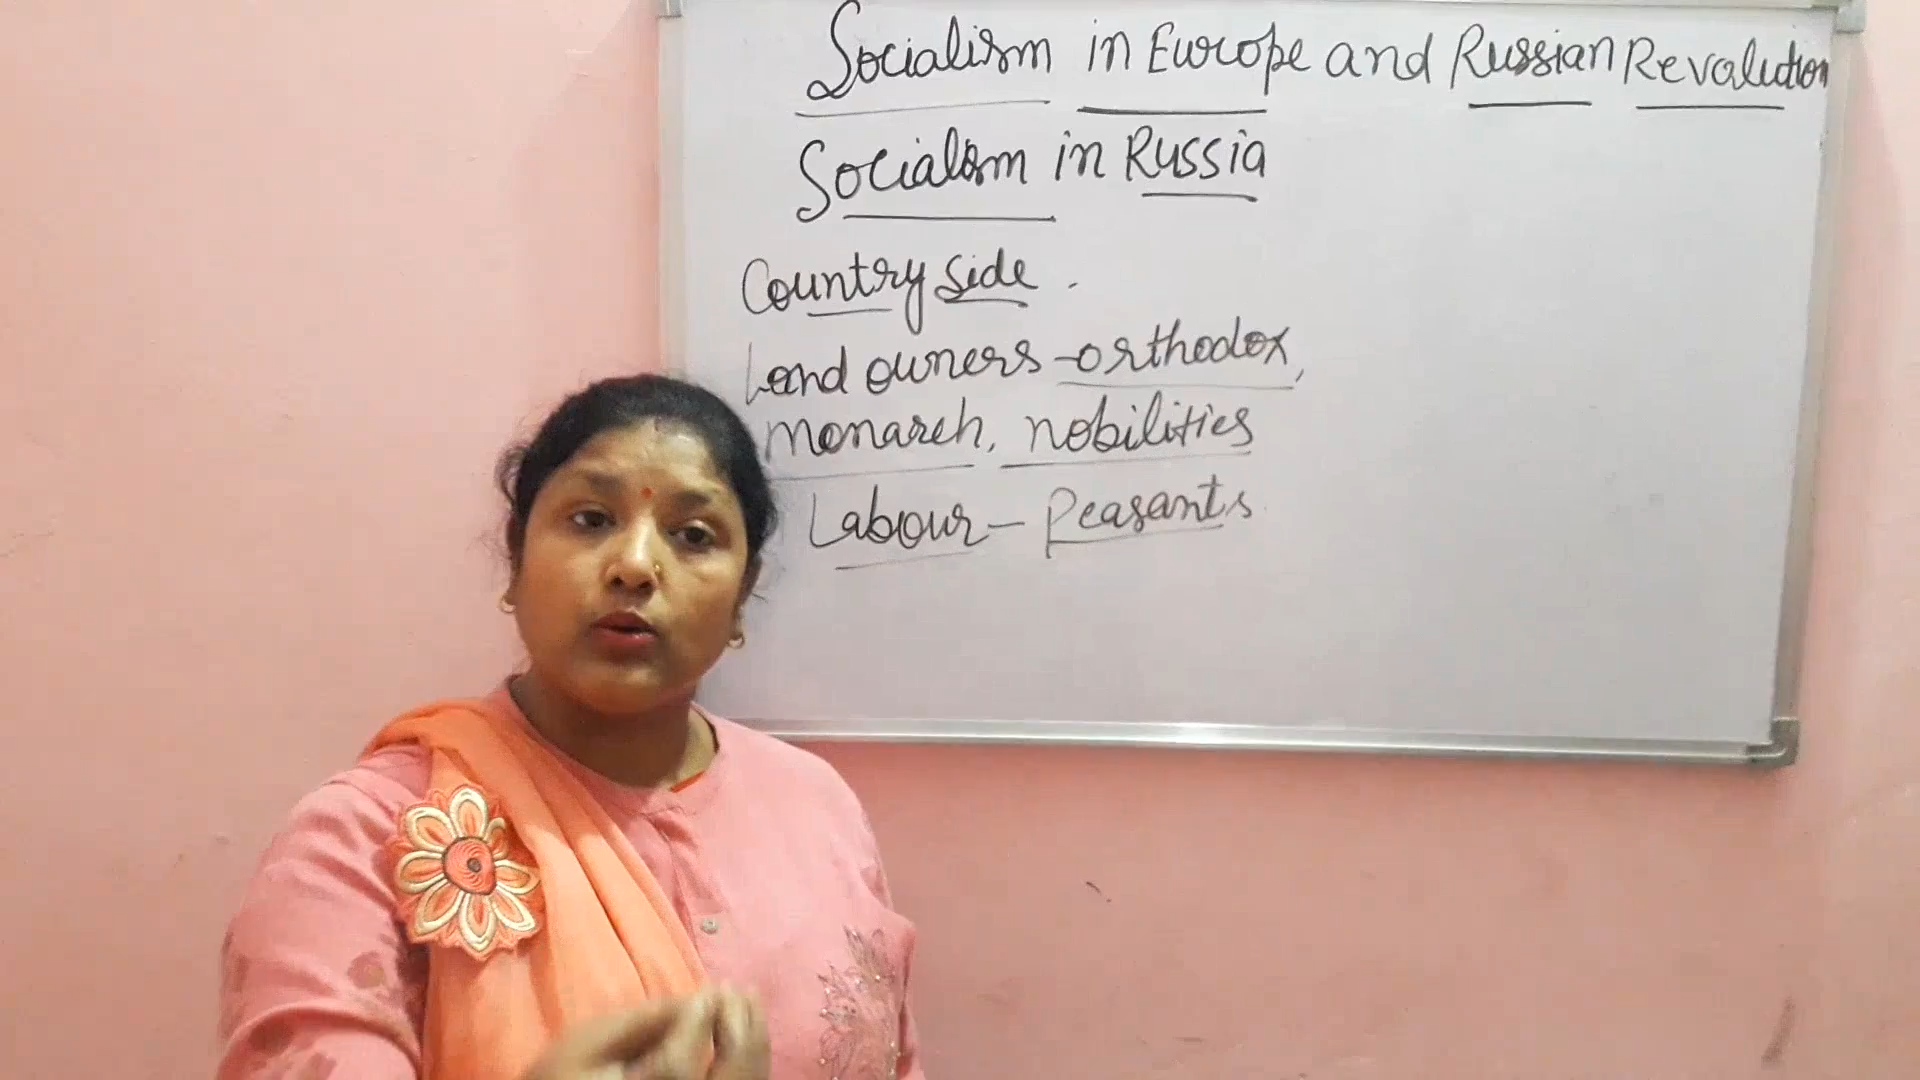 Socialism in Europe and Russian Revalution
Socialism in Russia
Country side.
Land owners - orthodox,
monarch, nobilities
Labour - Peasants